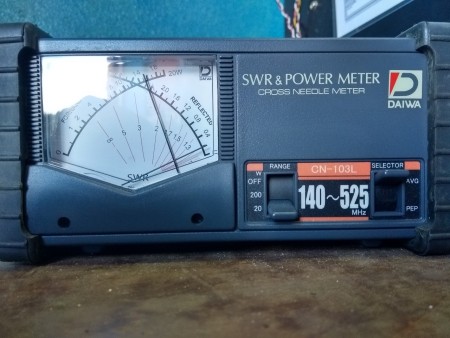 SWR & POWER METER
CROSS NEEDLE METER
DAIWA
20W
REFLECTED
SWR
RANGE
CN-103L
SELECTOR
W
OFF
200
20
140~525
MHz
AVG
PEP